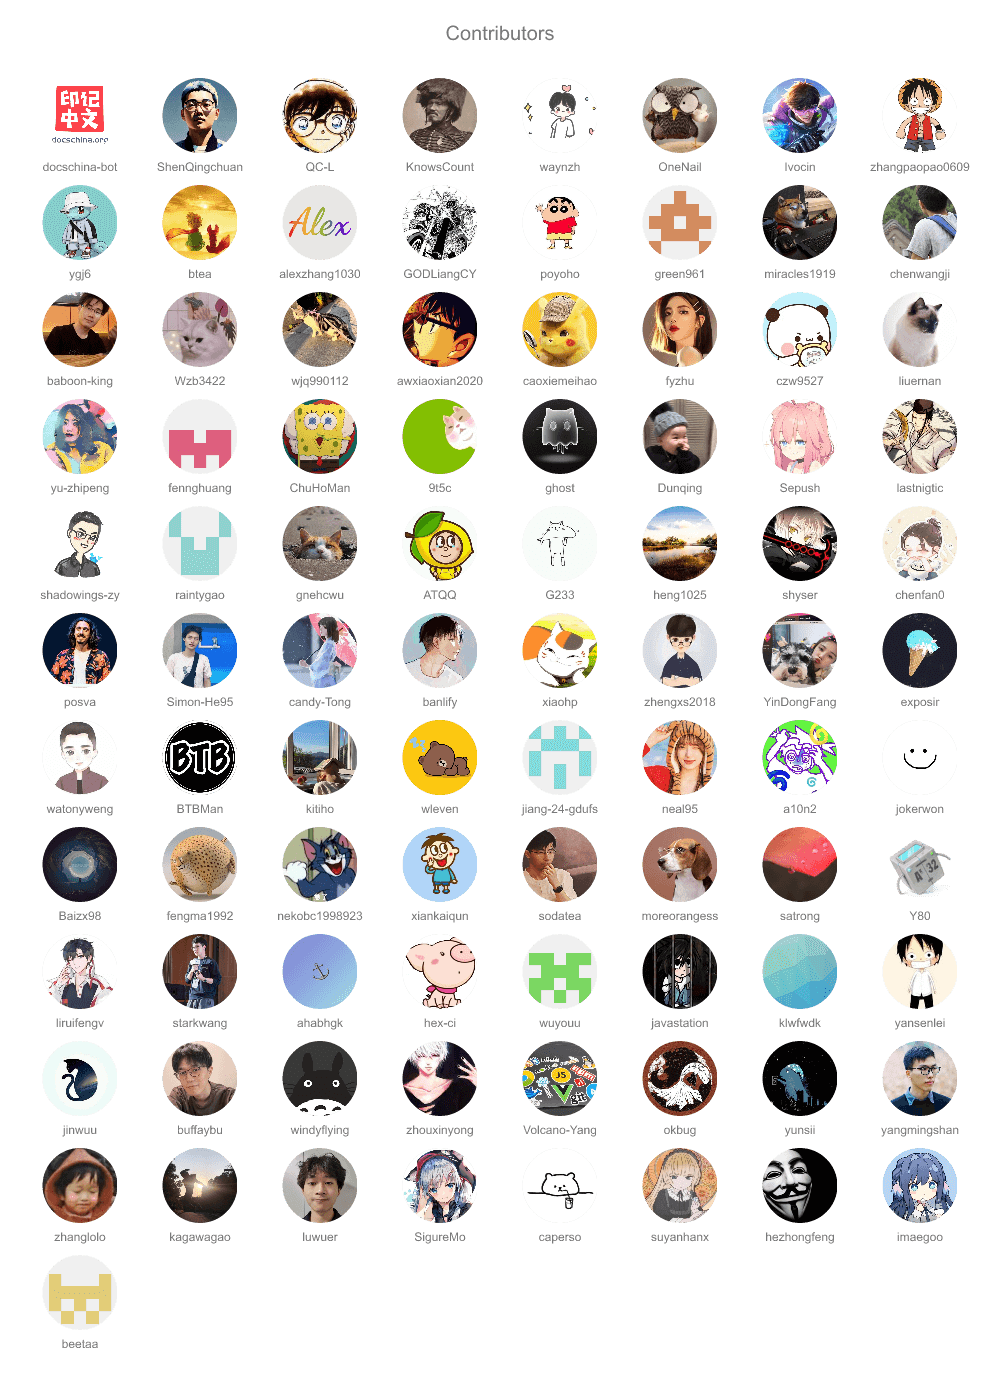 Contributors
印记
中文
docschina.org
docschina-bot
ShenQingchuan
QC-L
KnowsCount
waynzh
OneNail
Ivocin
zhangpaopao0609
Alex
ygj6
btea
alexzhang1030
GODLiangCY
poyoho
green961
miracles1919
chenwangji
baboon-king
Wzb3422
wjq990112
awxiaoxian2020
caoxiemeihao
fyzhu
czw9527
liuernan
yu-zhipeng
fennghuang
ChuHoMan
9t5c
ghost
Dunqing
Sepush
lastnigtic
shadowings-zy
raintygao
gnehcwu
ATQQ
G233
heng1025
shyser
chenfan0
posva
Simon-He95
candy-Tong
banlify
xiaohp
zhengxs2018
YinDongFang
exposir
BTB
watonyweng
BTBMan
kitiho
wleven
jiang-24-gdufs
neal95
a10n2
jokerwon
Baizx98
fengma1992
nekobc1998923
xiankaiqun
sodatea
moreorangess
satrong
Y80
liruifengv
starkwang
ahabhgk
hex-ci
wuyouu
javastation
klwfwdk
yansenlei
JS
git
jinwuu
buffaybu
windyflying
zhouxinyong
Volcano-Yang
okbug
yunsii
yangmingshan
zhanglolo
kagawagao
luwuer
SigureMo
caperso
suyanhanx
hezhongfeng
imaegoo
beetaa